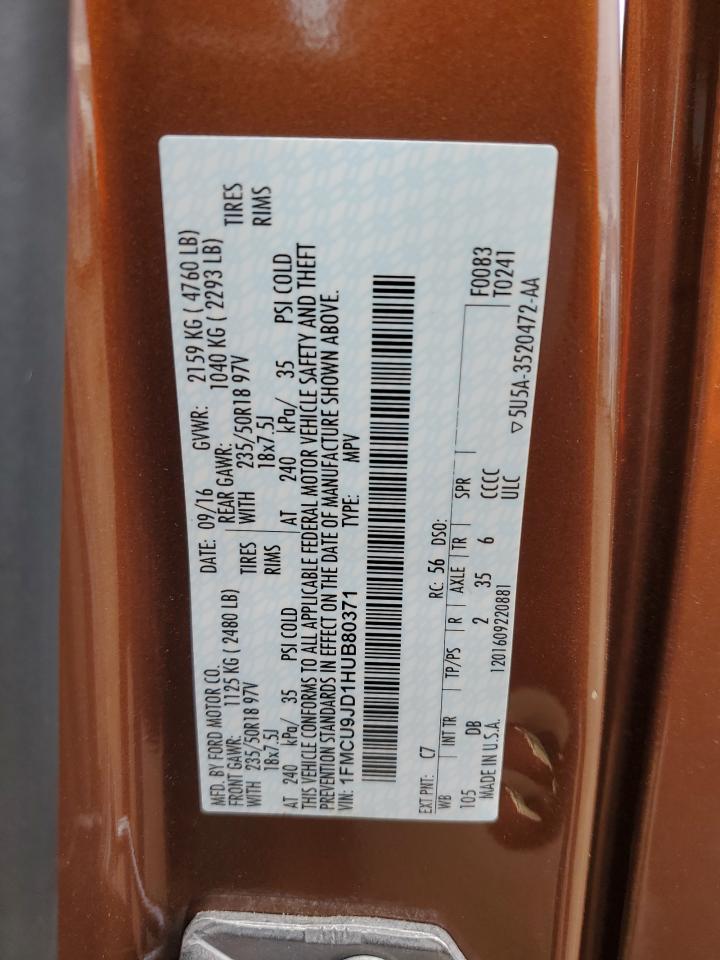 MFD. BY FORD MOTOR CO. DATE: 09/16 GVWR: 2159 KG ( 4760 LB)
FRONT GAWR: 1125 KG ( 2480 LB) REAR GAWR: 1040 KG ( 2293 LB)
WITH 235/50R18 97V TIRES WITH 235/50R18 97V TIRES
18x7.5J RIMS 18x7.5J RIMS
AT 240 kPa/ 35 PSI COLD AT 240 kPa/ 35 PSI COLD
THIS VEHICLE CONFORMS TO ALL APPLICABLE FEDERAL MOTOR VEHICLE SAFETY AND THEFT
PREVENTION STANDARDS IN EFFECT ON THE DATE OF MANUFACTURE SHOWN ABOVE.
VIN: 1FMCU9JD1HUB80371 TYPE: MPV
EXT PNT: C7 RC: 56 DSO:
WB INT TR TP/PS R AXLE TR SPR F0083
105 DB 2 35 6 CCCC T0241
MADE IN U.S.A. 1201609220881 ULC ▽5U5A-3520472-AA